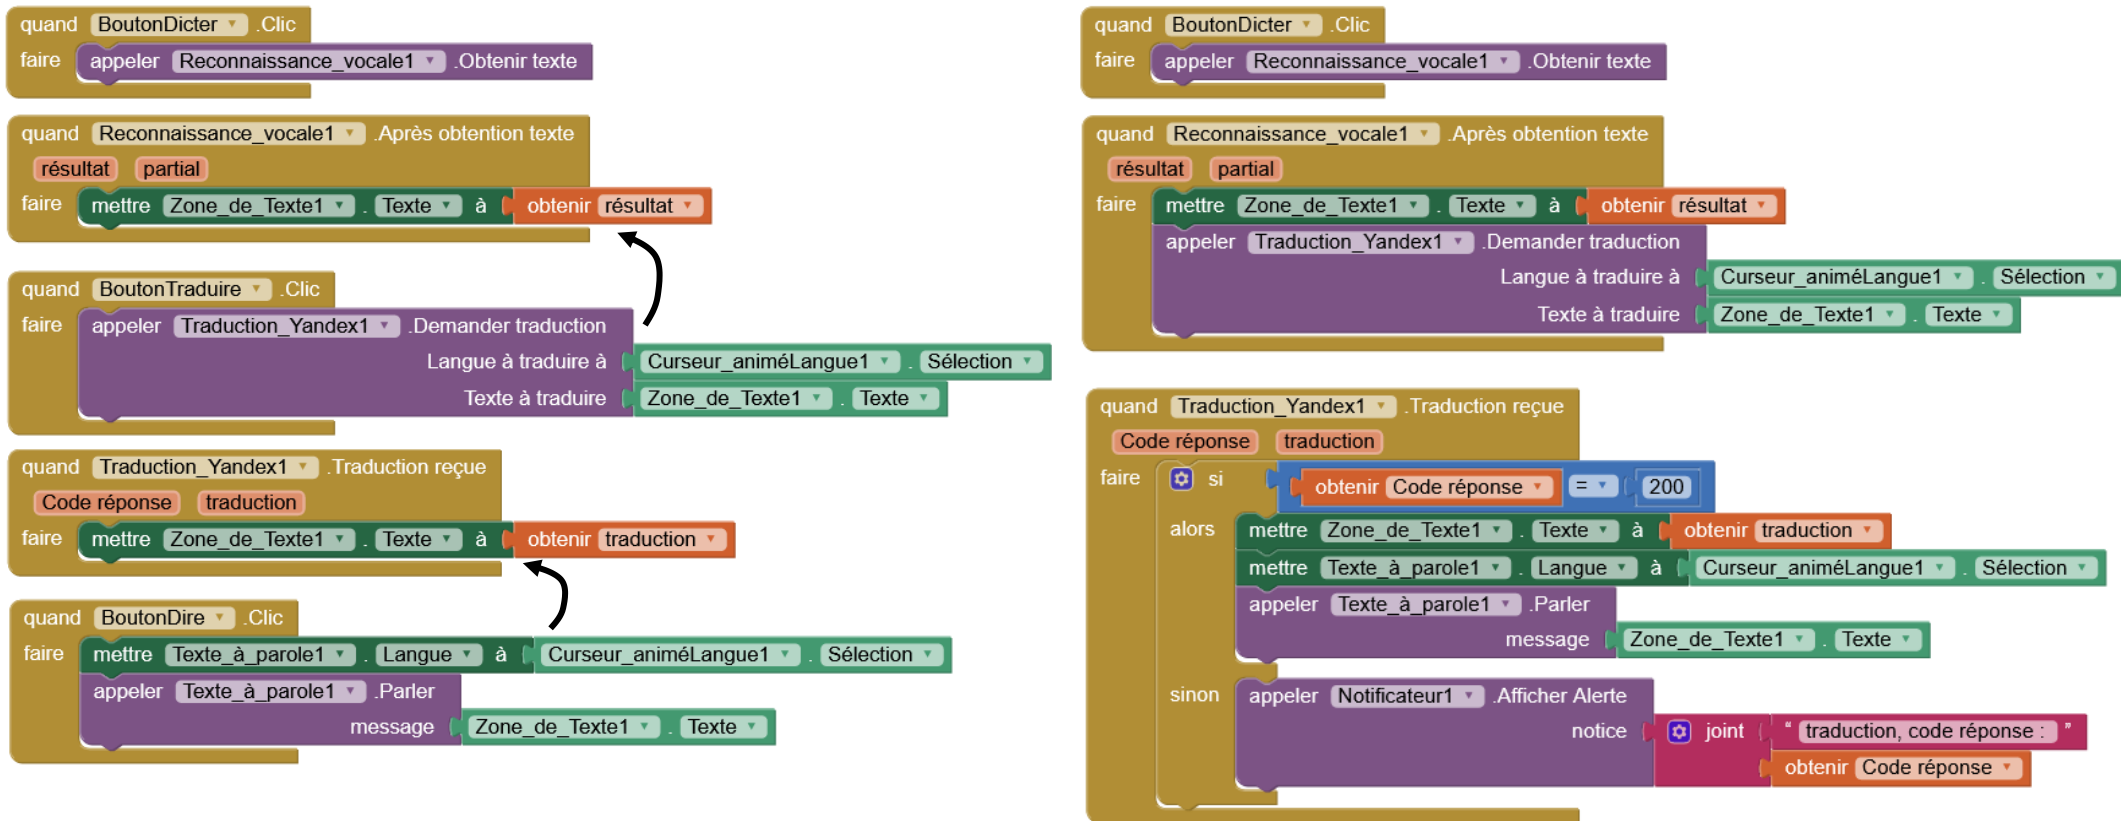 quand BoutonDicter .Clic
faire appeler Reconnaissance_vocale1 .Obtenir texte
quand Reconnaissance_vocale1 .Après obtention texte
résultat partial
faire mettre Zone_de_Texte1 . Texte à obtenir résultat
quand BoutonTraduire .Clic
faire appeler Traduction_Yandex1 .Demander traduction
Langue à traduire à Curseur_animéLangue1 . Sélection
Texte à traduire Zone_de_Texte1 . Texte
quand Traduction_Yandex1 .Traduction reçue
Code réponse traduction
faire mettre Zone_de_Texte1 . Texte à obtenir traduction
quand BoutonDire .Clic
faire mettre Texte_à_parole1 . Langue à Curseur_animéLangue1 . Sélection
appeler Texte_à_parole1 .Parler
message Zone_de_Texte1 . Texte
quand BoutonDicter .Clic
faire appeler Reconnaissance_vocale1 .Obtenir texte
quand Reconnaissance_vocale1 .Après obtention texte
résultat partial
faire mettre Zone_de_Texte1 . Texte à obtenir résultat
appeler Traduction_Yandex1 .Demander traduction
Langue à traduire à Curseur_animéLangue1 . Sélection
Texte à traduire Zone_de_Texte1 . Texte
quand Traduction_Yandex1 .Traduction reçue
Code réponse traduction
faire si obtenir Code réponse = 200
alors mettre Zone_de_Texte1 . Texte à obtenir traduction
mettre Texte_à_parole1 . Langue à Curseur_animéLangue1 . Sélection
appeler Texte_à_parole1 .Parler
message Zone_de_Texte1 . Texte
sinon appeler Notificateur1 .Afficher Alerte
notice joint " traduction, code réponse : "
obtenir Code réponse